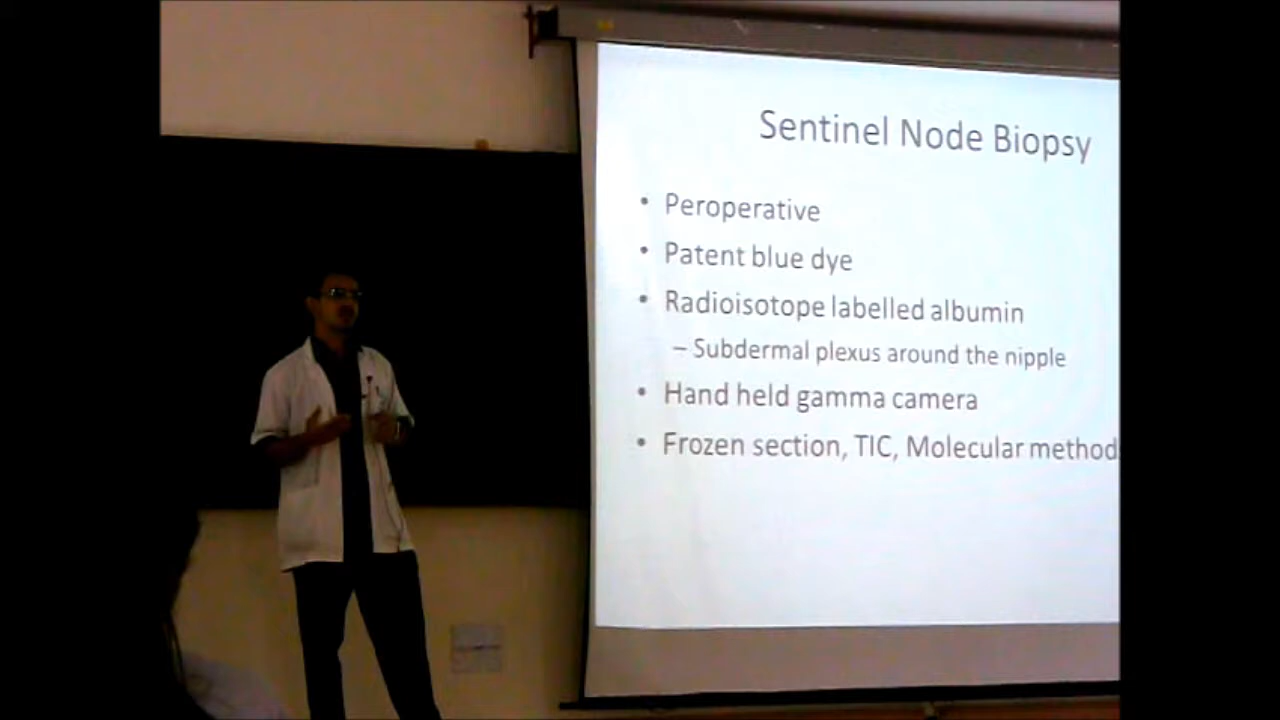 Sentinel Node Biopsy
• Peroperative
• Patent blue dye
• Radioisotope labelled albumin
– Subdermal plexus around the nipple
• Hand held gamma camera
• Frozen section, TIC, Molecular methods